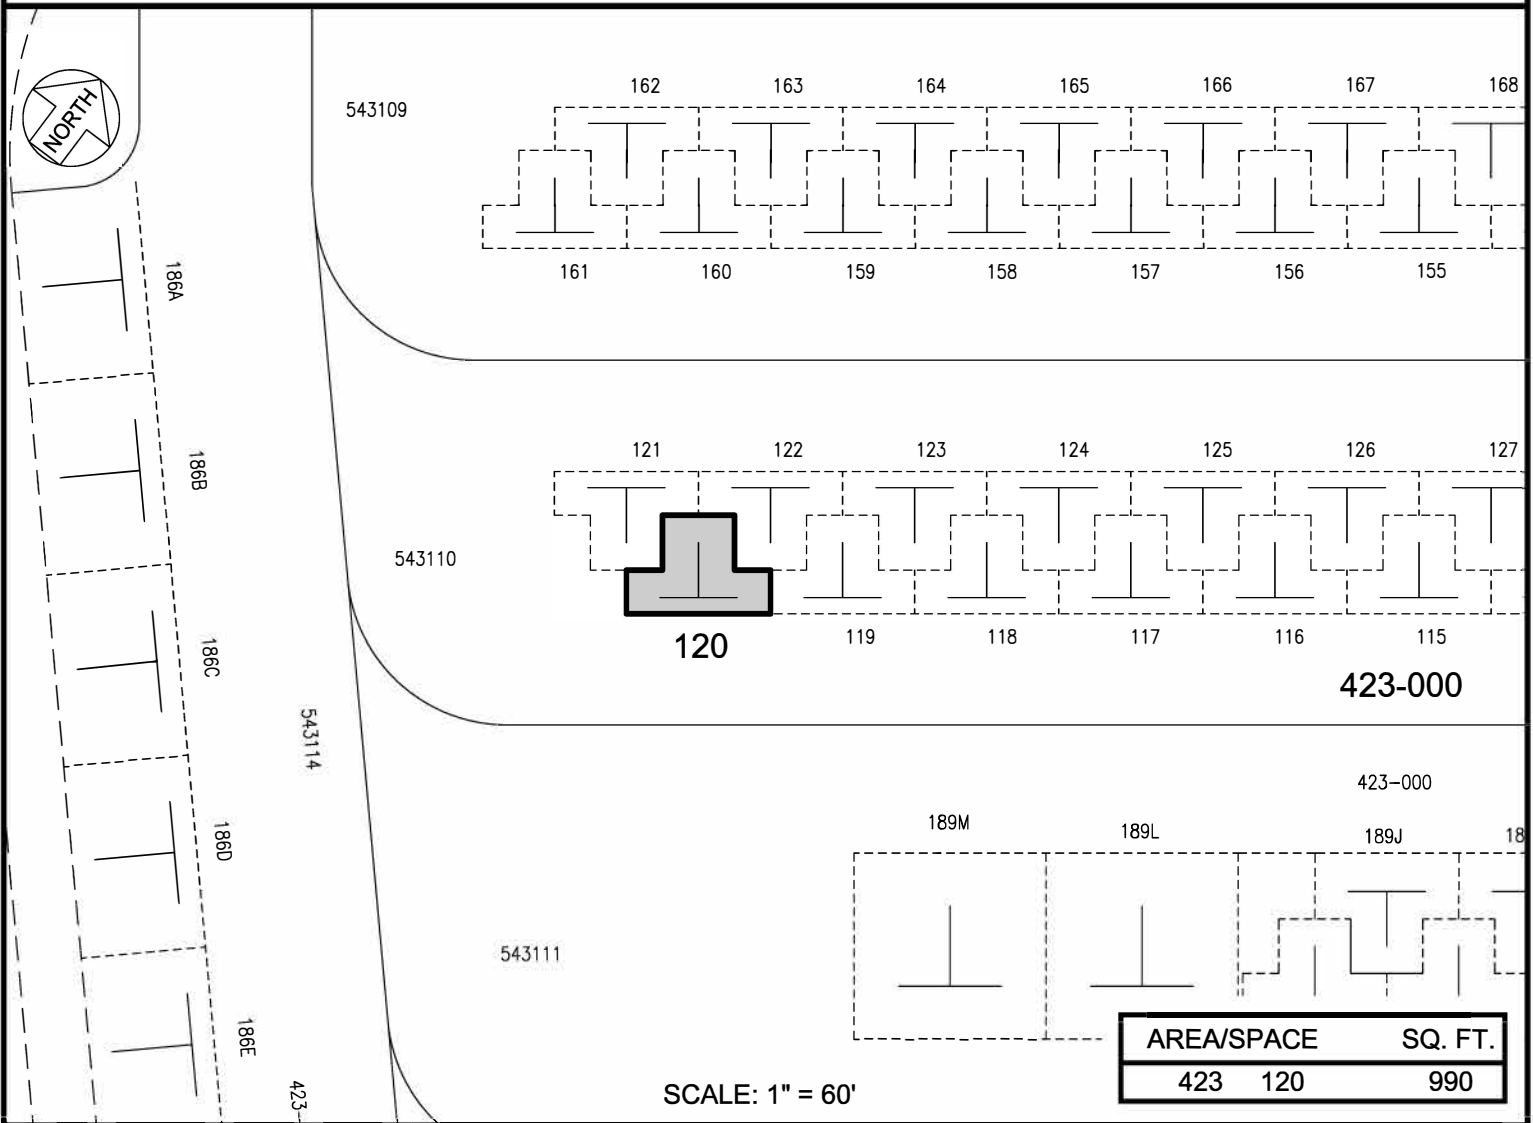 162 163 164 165 166 167 168
543109
NORTH
161 160 159 158 157 156 155
186A
121 122 123 124 125 126 127
186B
543110
120 119 118 117 116 115
186C
423-000
543114
423-000
189M 189L 189J 18
186D
543111
186E
AREA/SPACE SQ. FT.
423 120 990
SCALE: 1" = 60'
423-